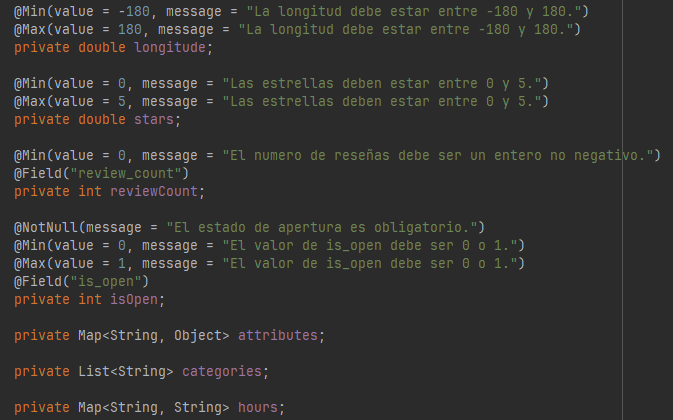 @Min(value = -180, message = "La longitud debe estar entre -180 y 180.")
@Max(value = 180, message = "La longitud debe estar entre -180 y 180.")
private double longitude;
@Min(value = 0, message = "Las estrellas deben estar entre 0 y 5.")
@Max(value = 5, message = "Las estrellas deben estar entre 0 y 5.")
private double stars;
@Min(value = 0, message = "El numero de reseñas debe ser un entero no negativo.")
@Field("review_count")
private int reviewCount;
@NotNull(message = "El estado de apertura es obligatorio.")
@Min(value = 0, message = "El valor de is_open debe ser 0 o 1.")
@Max(value = 1, message = "El valor de is_open debe ser 0 o 1.")
@Field("is_open")
private int isOpen;
private Map<String, Object> attributes;
private List<String> categories;
private Map<String, String> hours;